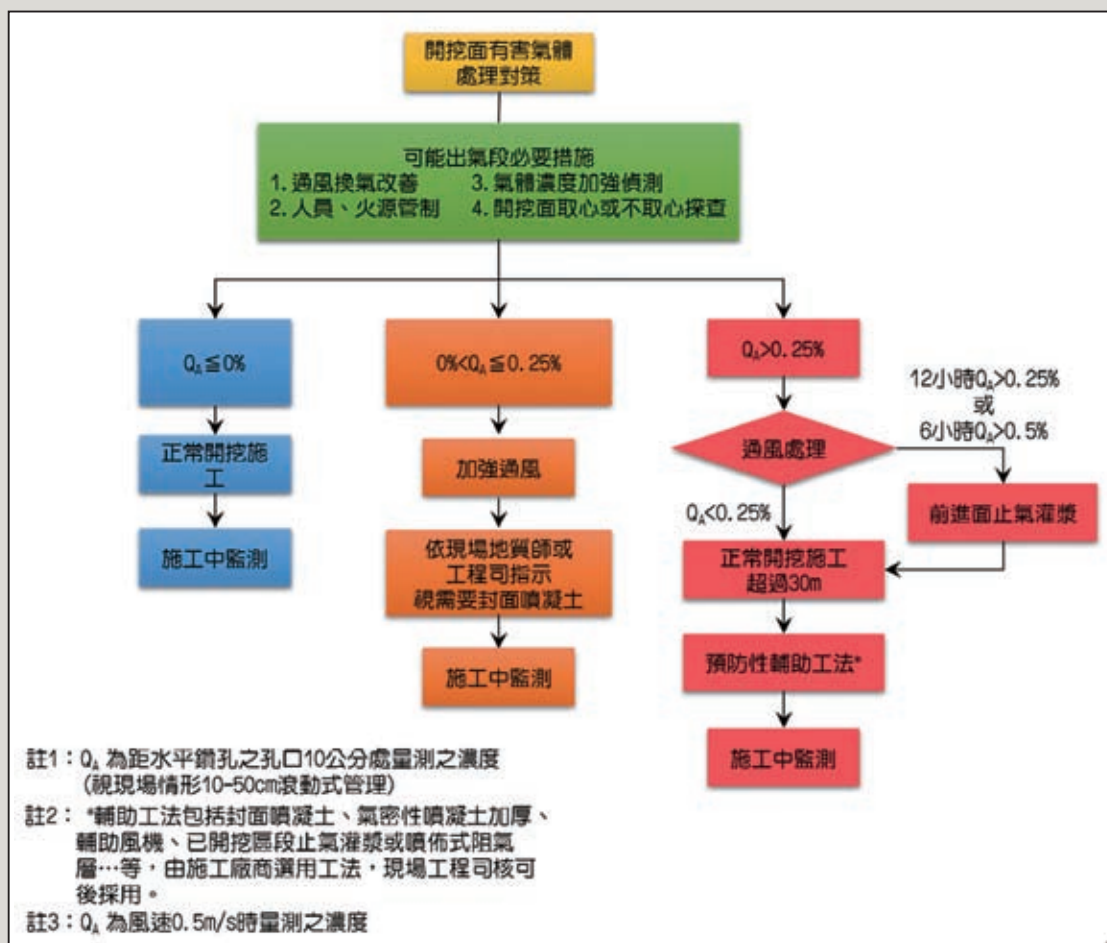 開挖面有害氣體
處理對策
可能出氣段必要措施
1. 通風換氣改善 3. 氣體濃度加強偵測
2. 人員、火源管制 4. 開挖面取心或不取心探查
Q_A≦0%
正常開挖施
工
施工中監測
0%<Q_A≦0.25%
加強通風
依現場地質師或
工程司指示
視需要封面噴凝土
施工中監測
Q_A>0.25%
通風處理
12小時Q_A>0.25%
或
6小時Q_A>0.5%
前進面止氣灌漿
Q_A<0.25%
正常開挖施工
超過30m
預防性輔助工法*
施工中監測
註1：Q_A 為距水平鑽孔之孔口10公分處量測之濃度
(視現場情形10-50cm滾動式管理)
註2： *輔助工法包括封面噴凝土、氣密性噴凝土加厚、
輔助風機、已開挖區段止氣灌漿或噴佈式阻氣
層…等，由施工廠商選用工法，現場工程司核可
後採用。
註3：Q_A 為風速0.5m/s時量測之濃度